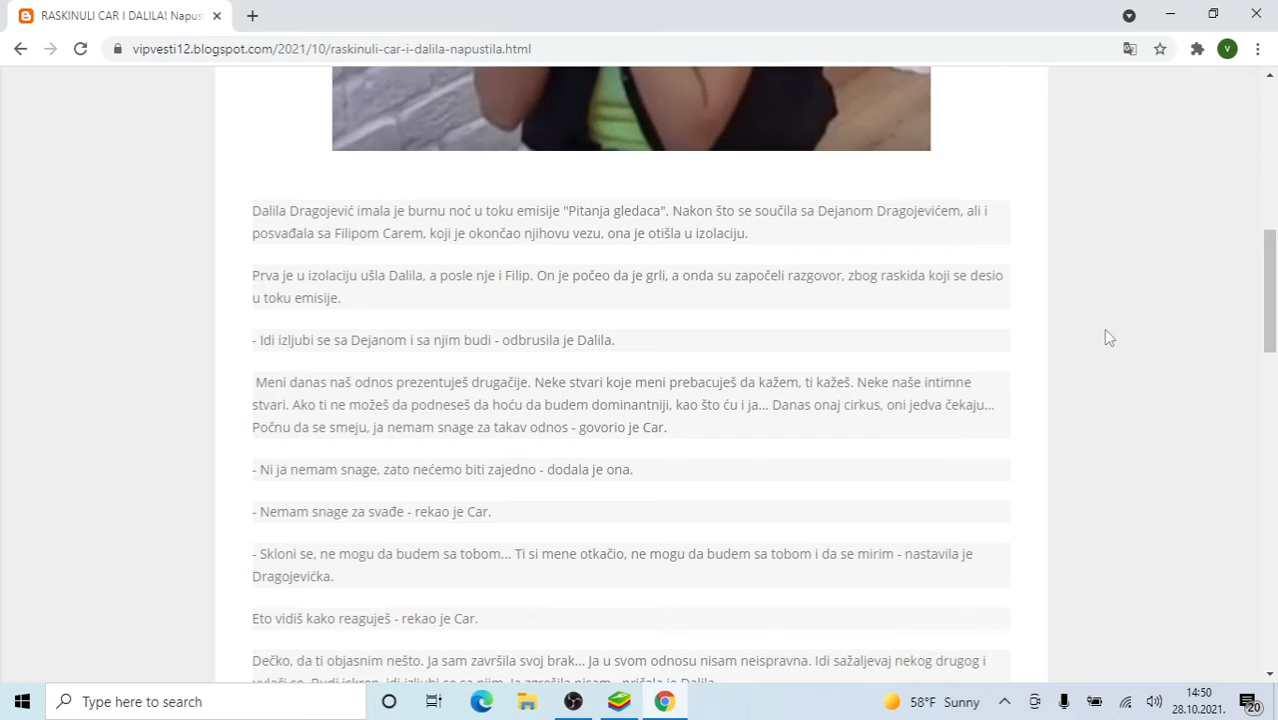 RASKINULI CAR I DALILA! Napust
vipvesti12.blogspot.com/2021/10/raskinuli-car-i-dalila-napustila.html
V
Dalila Dragojević imala je burnu noć u toku emisije "Pitanja gledaca". Nakon što se součila sa Dejanom Dragojevićem, ali i
posvađala sa Filipom Carem, koji je okončao njihovu vezu, ona je otišla u izolaciju.
Prva je u izolaciju ušla Dalila, a posle nje i Filip. On je počeo da je grli, a onda su započeli razgovor, zbog raskida koji se desio
u toku emisije.
- Idi izljubi se sa Dejanom i sa njim budi - odbrusila je Dalila.
Meni danas naš odnos prezentuješ drugačije. Neke stvari koje meni prebacuješ da kažem, ti kažeš. Neke naše intimne
stvari. Ako ti ne možeš da podneseš da hoću da budem dominantniji, kao što ću i ja... Danas onaj cirkus, oni jedva čekaju...
Počnu da se smeju, ja nemam snage za takav odnos - govorio je Car.
- Ni ja nemam snage, zato nećemo biti zajedno - dodala je ona.
- Nemam snage za svađe - rekao je Car.
- Skloni se, ne mogu da budem sa tobom... Ti si mene otkačio, ne mogu da budem sa tobom i da se mirim - nastavila je
Dragojevićka.
Eto vidiš kako reaguješ - rekao je Car.
Dečko, da ti objasnim nešto. Ja sam završila svoj brak... Ja u svom odnosu nisam neispravna. Idi sažaljevaj nekog drugog i
Type here to search
58°F Sunny
14:50
28.10.2021.
20